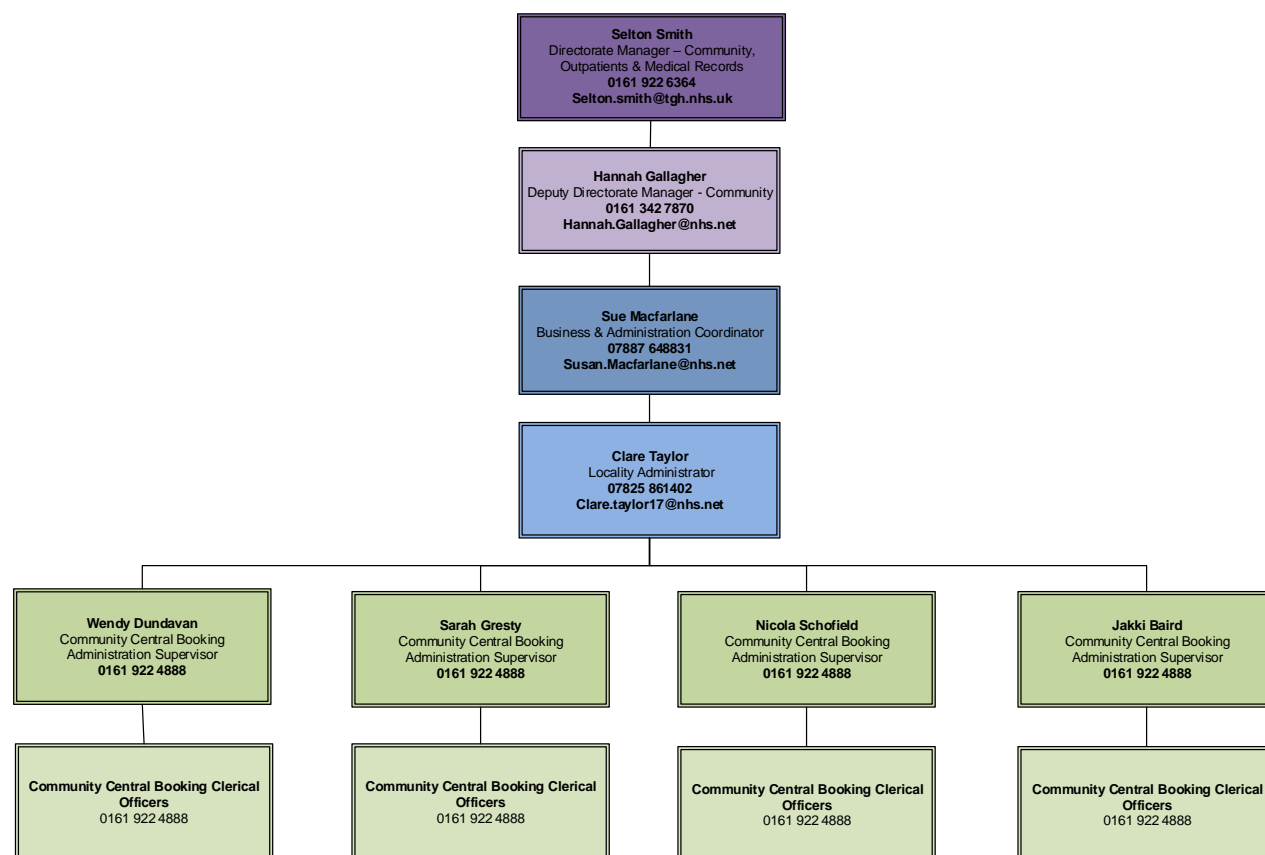 Selton Smith
Directorate Manager – Community,
Outpatients & Medical Records
0161 922 6364
Selton.smith@tgh.nhs.uk
Hannah Gallagher
Deputy Directorate Manager - Community
0161 342 7870
Hannah.Gallagher@nhs.net
Sue Macfarlane
Business & Administration Coordinator
07887 648831
Susan.Macfarlane@nhs.net
Clare Taylor
Locality Administrator
07825 861402
Clare.taylor17@nhs.net
Wendy Dundavan
Community Central Booking
Administration Supervisor
0161 922 4888
Sarah Gresty
Community Central Booking
Administration Supervisor
0161 922 4888
Nicola Schofield
Community Central Booking
Administration Supervisor
0161 922 4888
Jakki Baird
Community Central Booking
Administration Supervisor
0161 922 4888
Community Central Booking Clerical
Officers
0161 922 4888
Community Central Booking Clerical
Officers
0161 922 4888
Community Central Booking Clerical
Officers
0161 922 4888
Community Central Booking Clerical
Officers
0161 922 4888